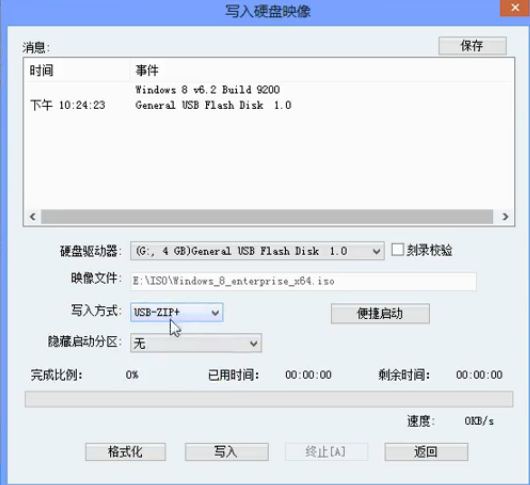 写入硬盘映像
消息: 保存
时间 事件
Windows 8 v6.2 Build 9200
下午 10:24:23 General USB Flash Disk 1.0
硬盘驱动器: (G:, 4 GB)General USB Flash Disk 1.0 刻录校验
映像文件: E:\ISO\Windows_8_enterprise_x64.iso
写入方式: USB-ZIP+ 便捷启动
隐藏启动分区: 无
完成比例: 0% 已用时间: 00:00:00 剩余时间: 00:00:00
速度: 0KB/s
格式化 写入 终止[A] 返回